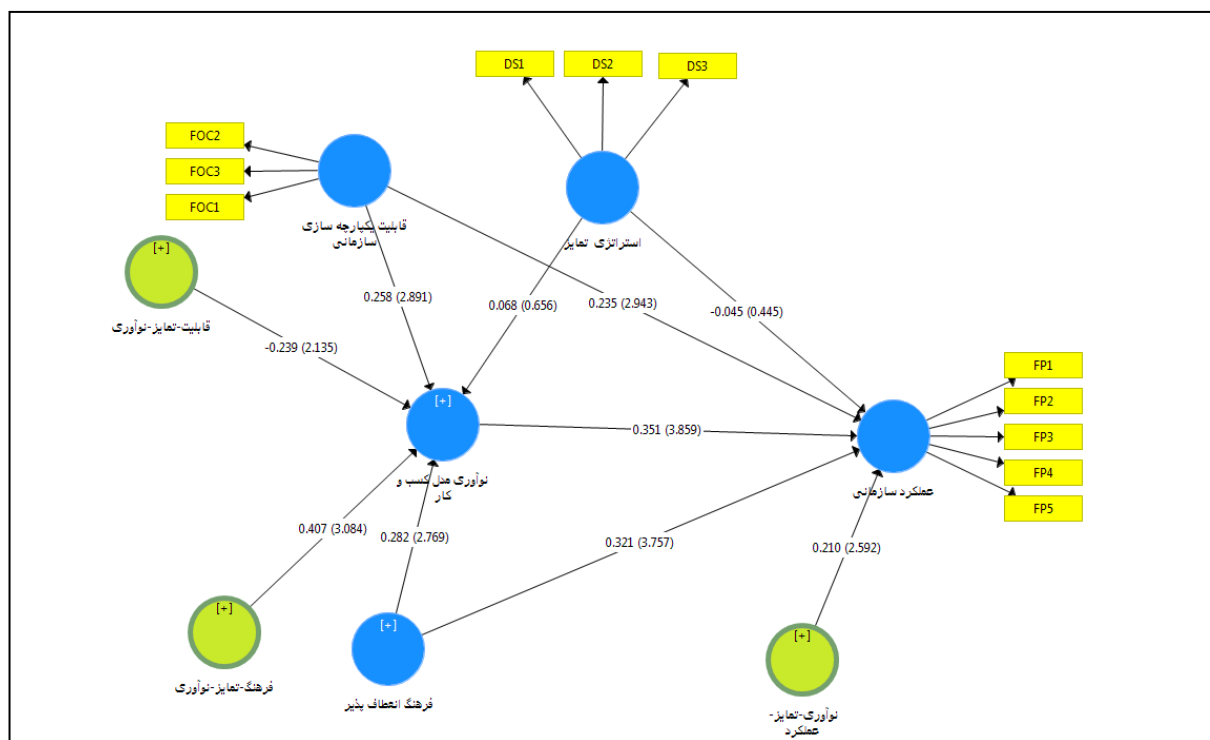 DS1
DS2
DS3
FOC2
FOC3
FOC1
قابلیت یکپارچه سازی
سازمانی
استراتژی تمایز
[+]
قابلیت-تمایز-نوآوری
0.258 (2.891)
0.068 (0.656)
0.235 (2.943)
-0.045 (0.445)
-0.239 (2.135)
[+]
نوآوری مدل کسب و
کار
0.351 (3.859)
عملکرد سازمانی
FP1
FP2
FP3
FP4
FP5
0.407 (3.084)
0.282 (2.769)
0.321 (3.757)
0.210 (2.592)
[+]
فرهنگ-تمایز-نوآوری
[+]
فرهنگ انعطاف پذیر
[+]
نوآوری-تمایز-
عملکرد